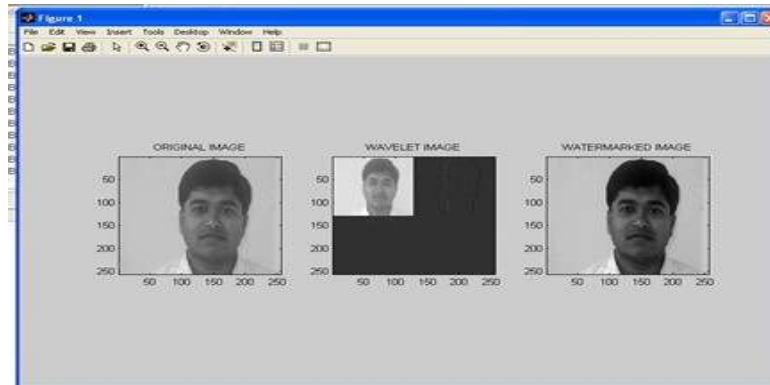 Figure 1
File Edit View Insert Tools Desktop Window Help
ORIGINAL IMAGE
50
100
150
200
250
50 100 150 200 250
WAVELET IMAGE
50
100
150
200
250
50 100 150 200 250
WATERMARKED IMAGE
50
100
150
200
250
50 100 150 200 250